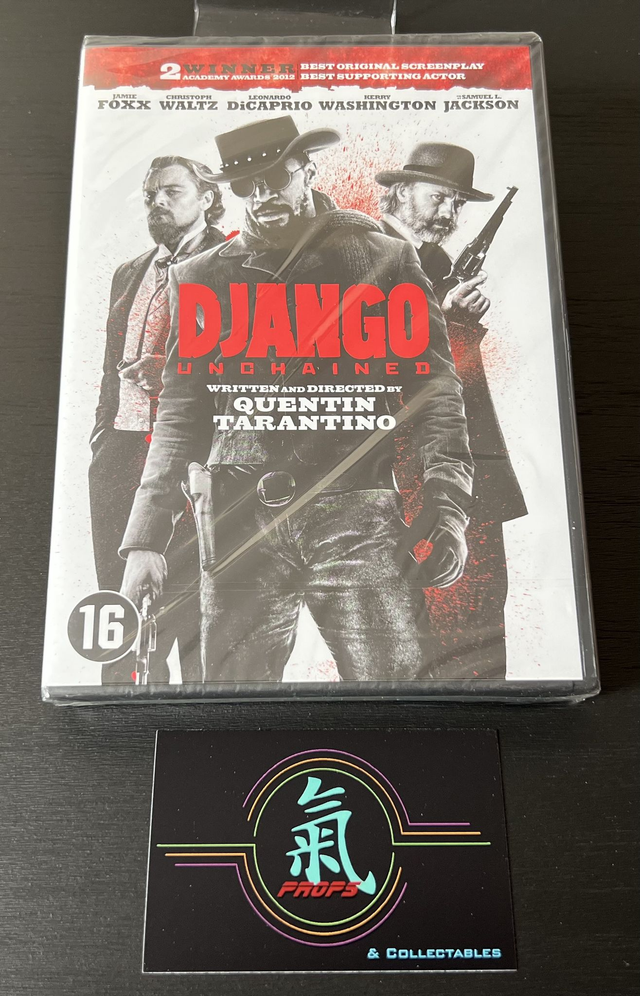 2 WINNER BEST ORIGINAL SCREENPLAY
ACADEMY AWARDS 2012 BEST SUPPORTING ACTOR
JAMIE FOXX CHRISTOPH WALTZ LEONARDO DiCAPRIO KERRY WASHINGTON SAMUEL L. JACKSON
DJANGO
UNCHAINED
WRITTEN AND DIRECTED BY
QUENTIN
TARANTINO
16
氣
PROPS
& COLLECTABLES